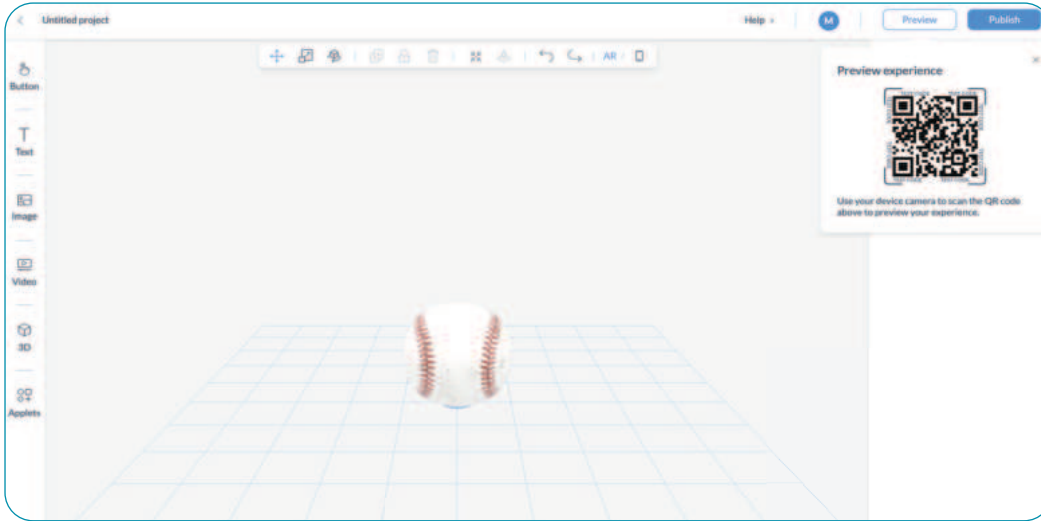 Untitled project
Help
M
Preview
Publish
AR
Button
Text
Image
Video
3D
Applets
Preview experience
Use your device camera to scan the QR code
above to preview your experience.